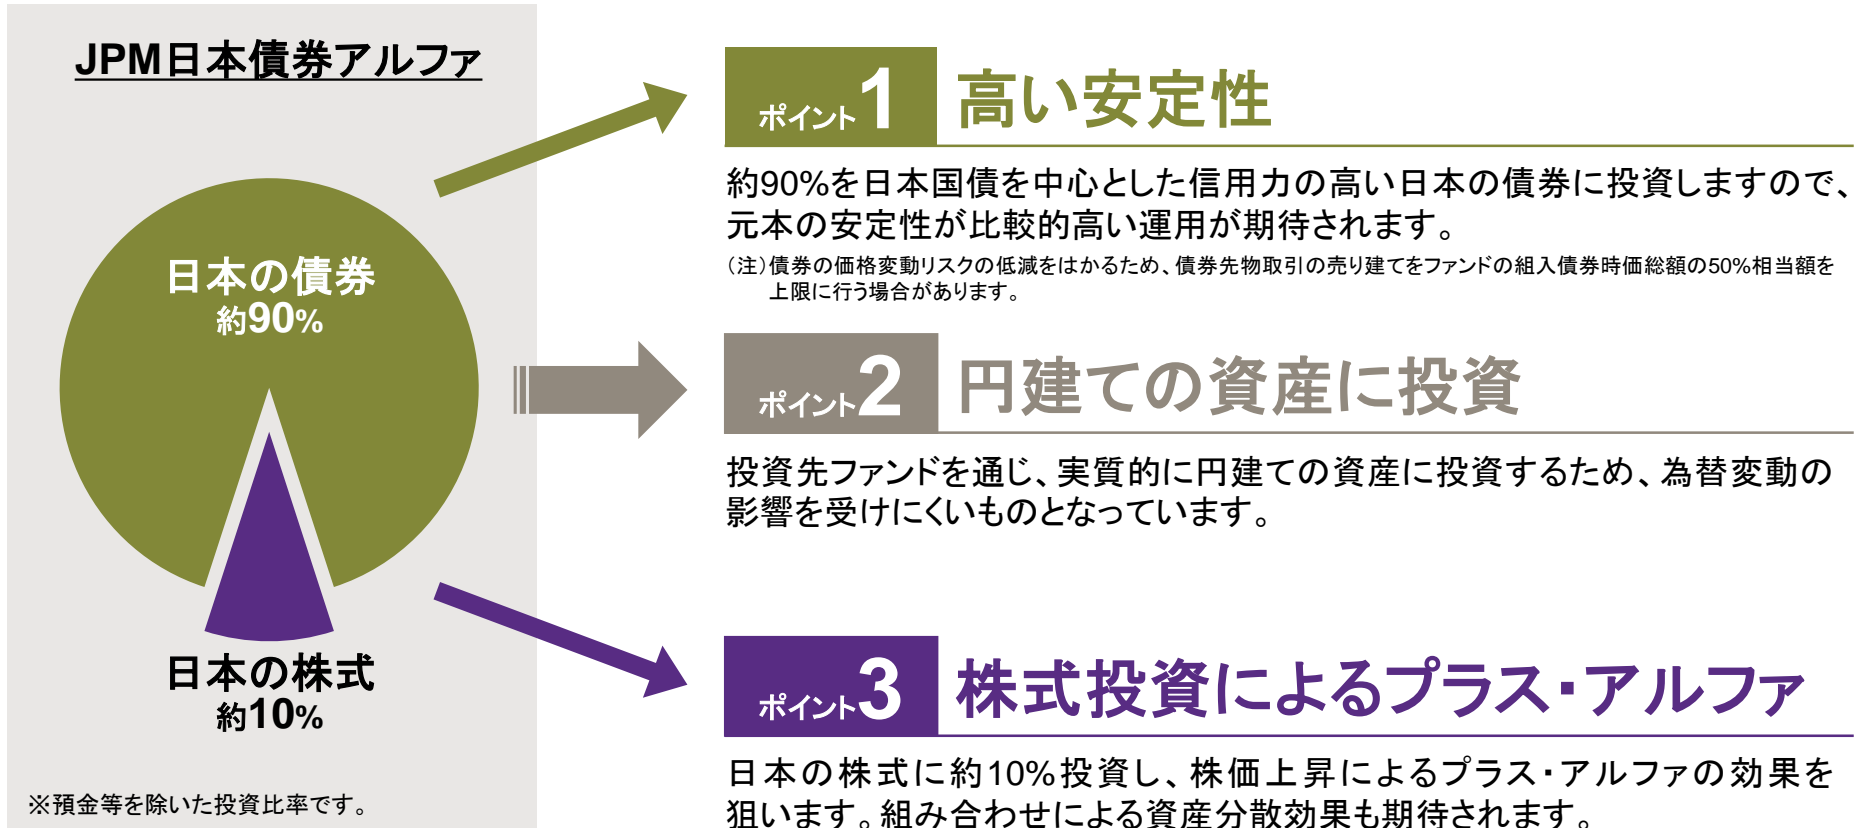 JPM日本債券アルファ
日本の債券
約90%
日本の株式
約10%
※預金等を除いた投資比率です。
ポイント1 高い安定性
約90%を日本国債を中心とした信用力の高い日本の債券に投資しますので、
元本の安定性が比較的高い運用が期待されます。
(注)債券の価格変動リスクの低減をはかるため、債券先物取引の売り建てをファンドの組入債券時価総額の50%相当額を
上限に行う場合があります。
ポイント2 円建ての資産に投資
投資先ファンドを通じ、実質的に円建ての資産に投資するため、為替変動の
影響を受けにくいものとなっています。
ポイント3 株式投資によるプラス・アルファ
日本の株式に約10%投資し、株価上昇によるプラス・アルファの効果を
狙います。組み合わせによる資産分散効果も期待されます。